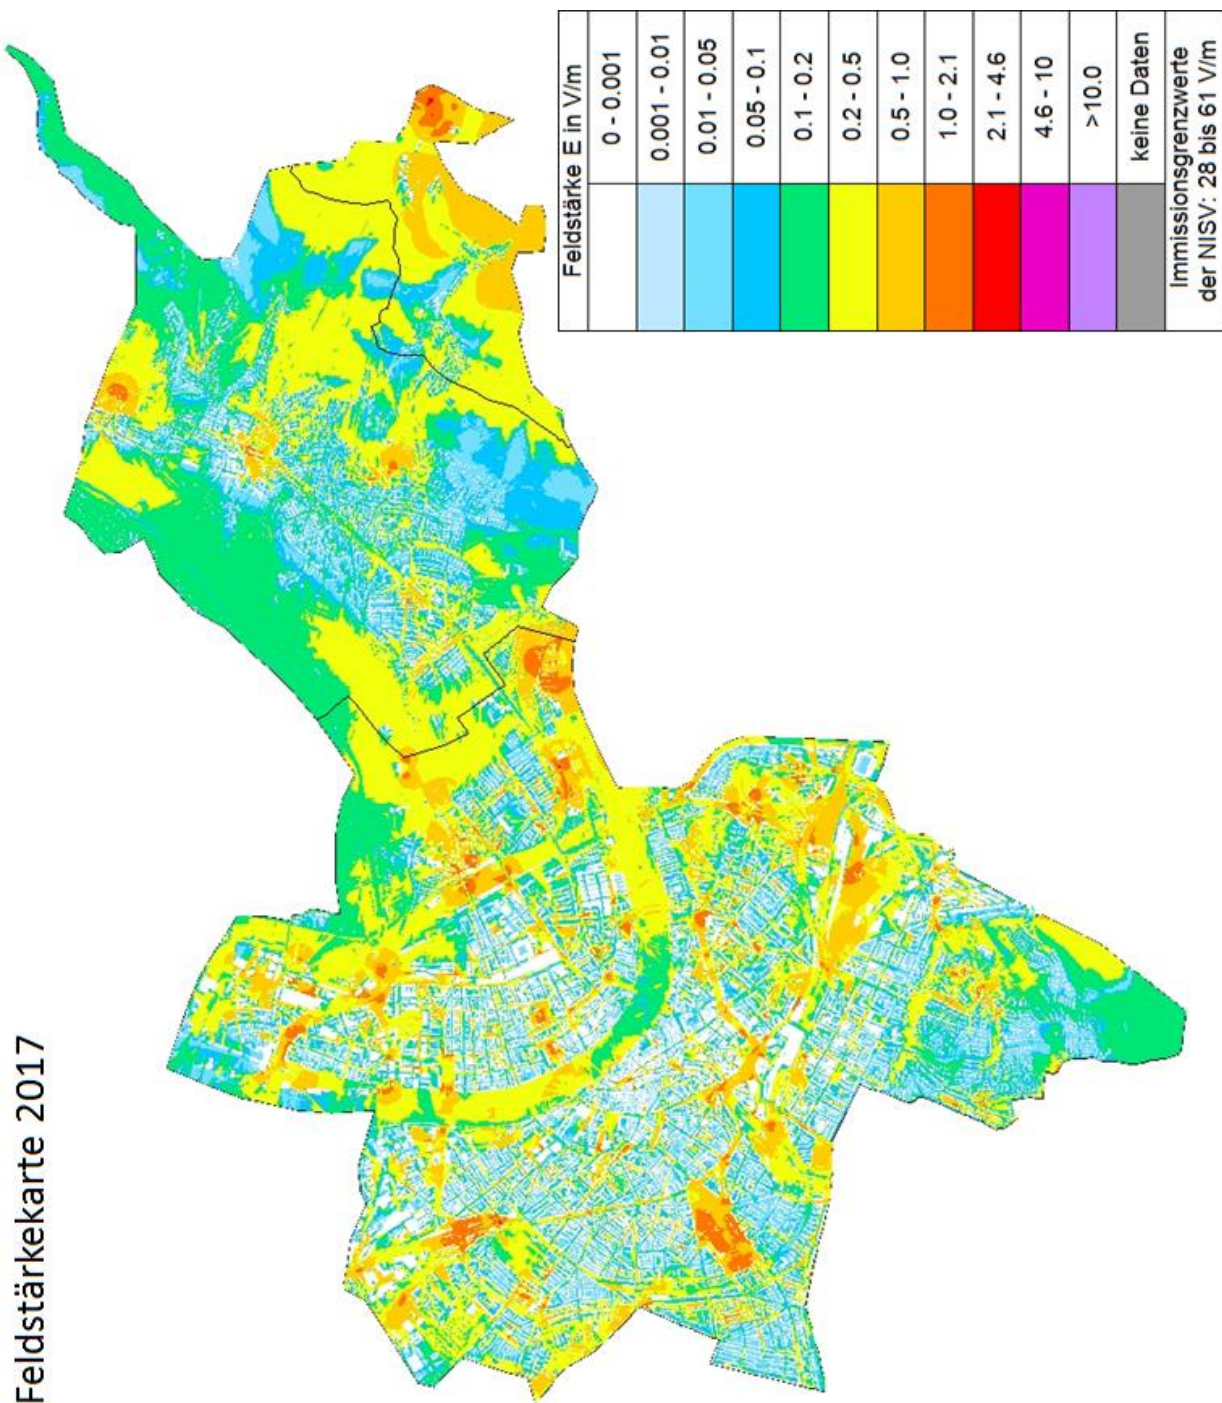 Feldstärkekarte 2017
Feldstärke E in V/m
0 - 0.001
0.001 - 0.01
0.01 - 0.05
0.05 - 0.1
0.1 - 0.2
0.2 - 0.5
0.5 - 1.0
1.0 - 2.1
2.1 - 4.6
4.6 - 10
>10.0
keine Daten
Immissionsgrenzwerte
der NISV: 28 bis 61 V/m